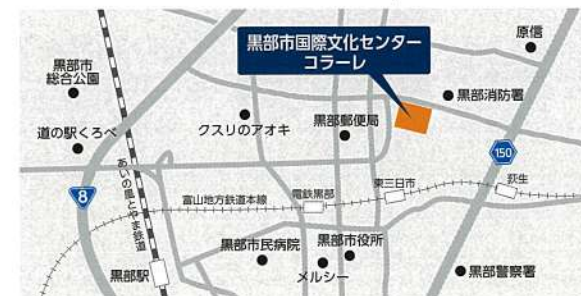 黒部市国際文化センター
コラーレ
原信
黒部市
総合公園
黒部消防署
クスリのアオキ
黒部郵便局
道の駅くろべ
150
あいの風とやま鉄道
東三日市
荻生
8
富山地方鉄道本線
電鉄黒部
黒部市民病院
黒部市役所
黒部駅
メルシー
黒部警察署